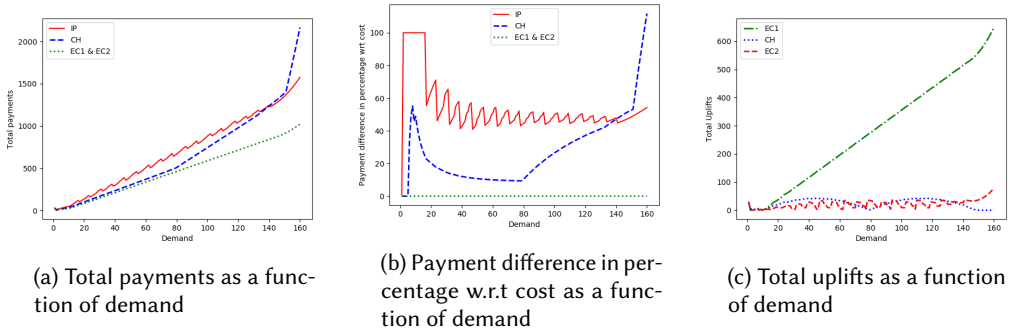 IP
CH
EC1 & EC2
Total payments
2000
1500
1000
500
0
0 20 40 60 80 100 120 140 160
Demand
(a) Total payments as a func-
tion of demand
IP
CH
EC1 & EC2
Payment difference in percentage wrt cost
100
80
60
40
20
0
0 20 40 60 80 100 120 140 160
Demand
(b) Payment difference in per-
centage w.r.t cost as a func-
tion of demand
EC1
CH
EC2
Total Uplifts
600
500
400
300
200
100
0
0 20 40 60 80 100 120 140 160
Demand
(c) Total uplifts as a function
of demand